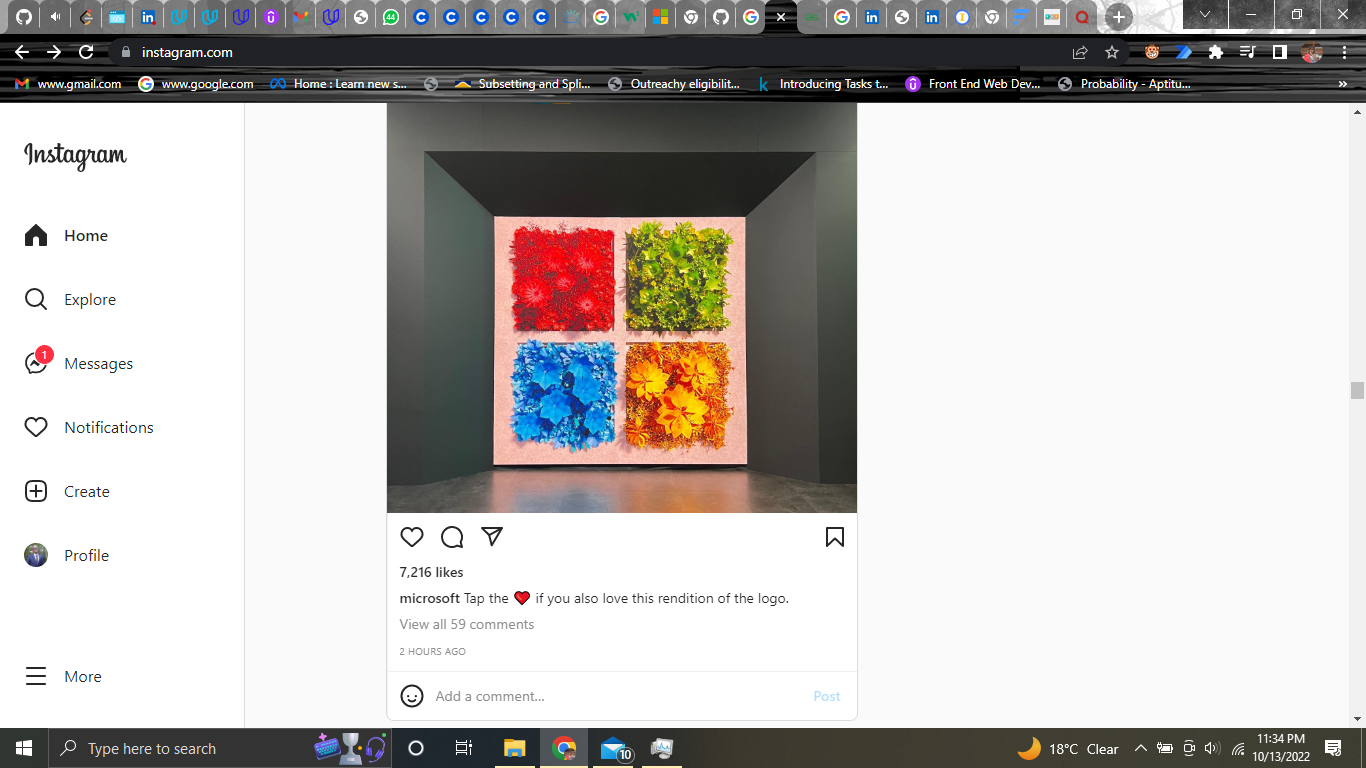 44
instagram.com
www.gmail.com
www.google.com
Home : Learn new s...
Subsetting and Spli...
Outreachy eligibilit...
Introducing Tasks t...
Front End Web Dev...
Probability - Aptitu...
»
Instagram
Home
Explore
1
Messages
Notifications
Create
Profile
More
7,216 likes
microsoft Tap the ❤️ if you also love this rendition of the logo.
View all 59 comments
2 HOURS AGO
Add a comment...
Post
Type here to search
10
18°C Clear
11:34 PM
10/13/2022